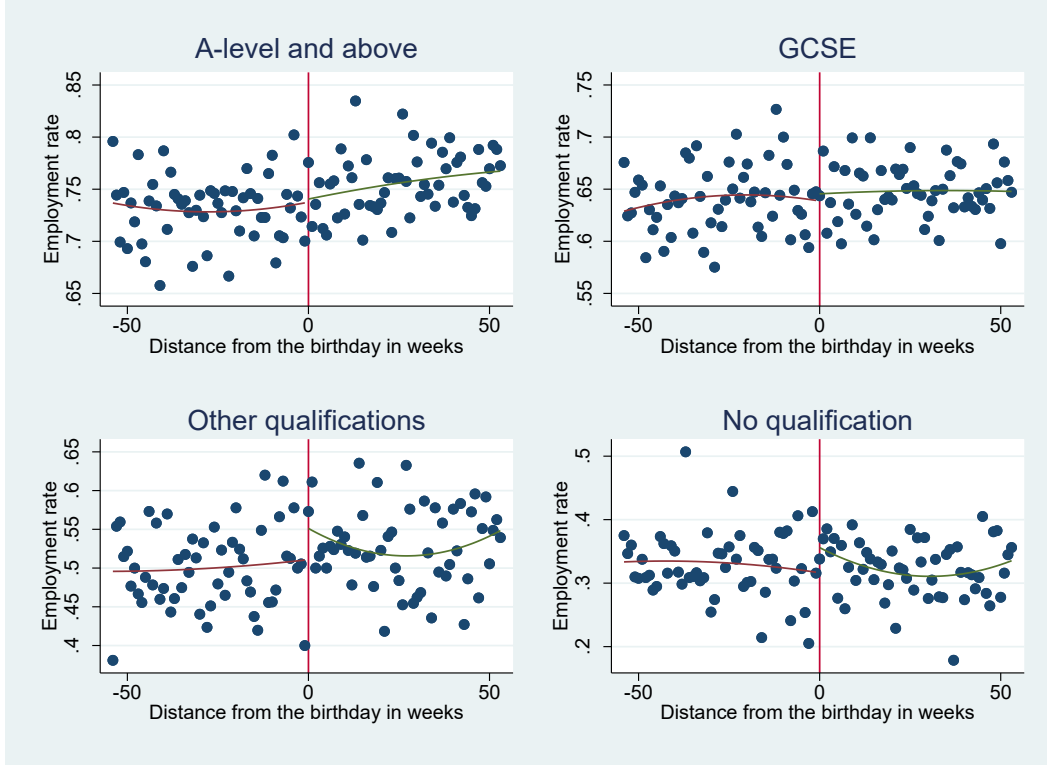 A-level and above
Employment rate
.85
.8
.75
.7
.65
-50 0 50
Distance from the birthday in weeks
GCSE
Employment rate
.75
.7
.65
.6
.55
-50 0 50
Distance from the birthday in weeks
Other qualifications
Employment rate
.65
.6
.55
.5
.45
.4
-50 0 50
Distance from the birthday in weeks
No qualification
Employment rate
.5
.4
.3
.2
-50 0 50
Distance from the birthday in weeks